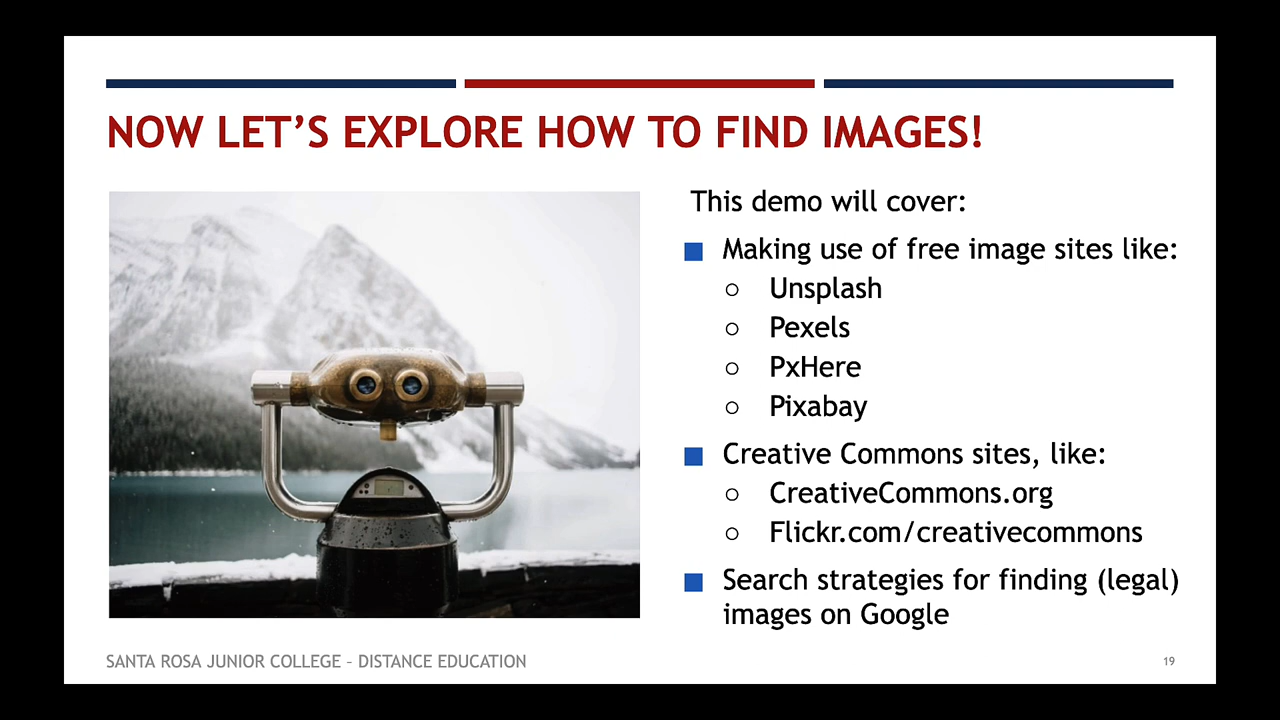 NOW LET’S EXPLORE HOW TO FIND IMAGES!
This demo will cover:
Making use of free image sites like:
Unsplash
Pexels
PxHere
Pixabay
Creative Commons sites, like:
CreativeCommons.org
Flickr.com/creativecommons
Search strategies for finding (legal)
images on Google
SANTA ROSA JUNIOR COLLEGE – DISTANCE EDUCATION
19